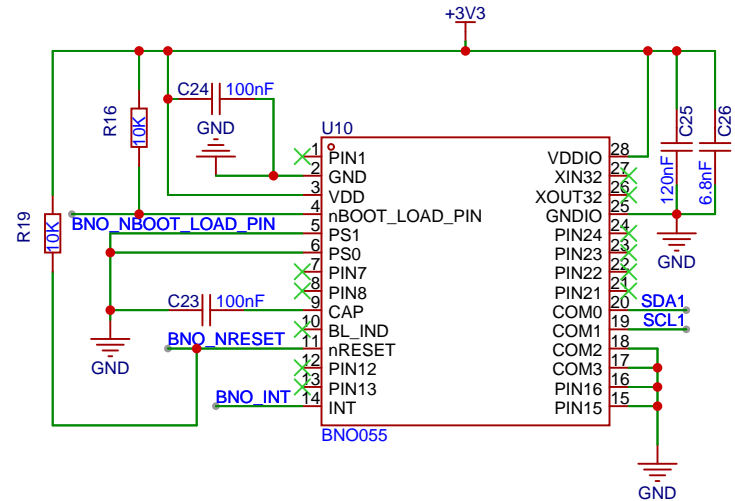 +3V3
C24
100nF
GND
R16
10K
U10
C25
120nF
C26
6.8nF
GND
R19
10K
BNO_NBOOT_LOAD_PIN
1 PIN1
2 GND
3 VDD
4 nBOOT_LOAD_PIN
5 PS1
6 PS0
7 PIN7
8 PIN8
9 CAP
10 BL_IND
11 nRESET
12 PIN12
13 PIN13
14 INT
VDDIO 28
XIN32 27
XOUT32 26
GNDIO 25
PIN24 24
PIN23 23
PIN22 22
PIN21 21
COM0 20
COM1 19
COM2 18
COM3 17
PIN16 16
PIN15 15
SDA1
SCL1
C23
100nF
GND
BNO_NRESET
BNO_INT
BNO055
GND